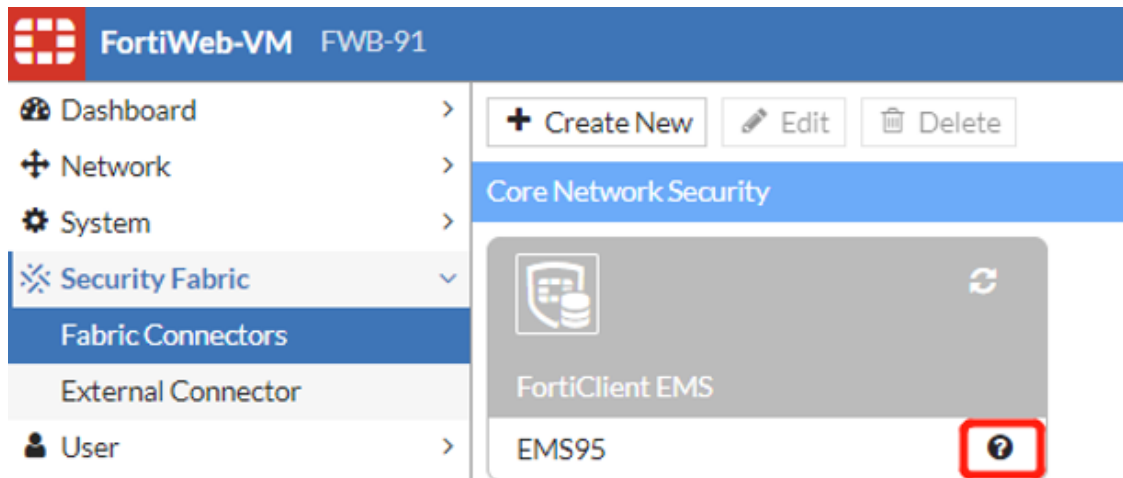 FortiWeb-VM FWB-91
Dashboard
Network
System
Security Fabric
Fabric Connectors
External Connector
User
Create New Edit Delete
Core Network Security
FortiClient EMS
EMS95